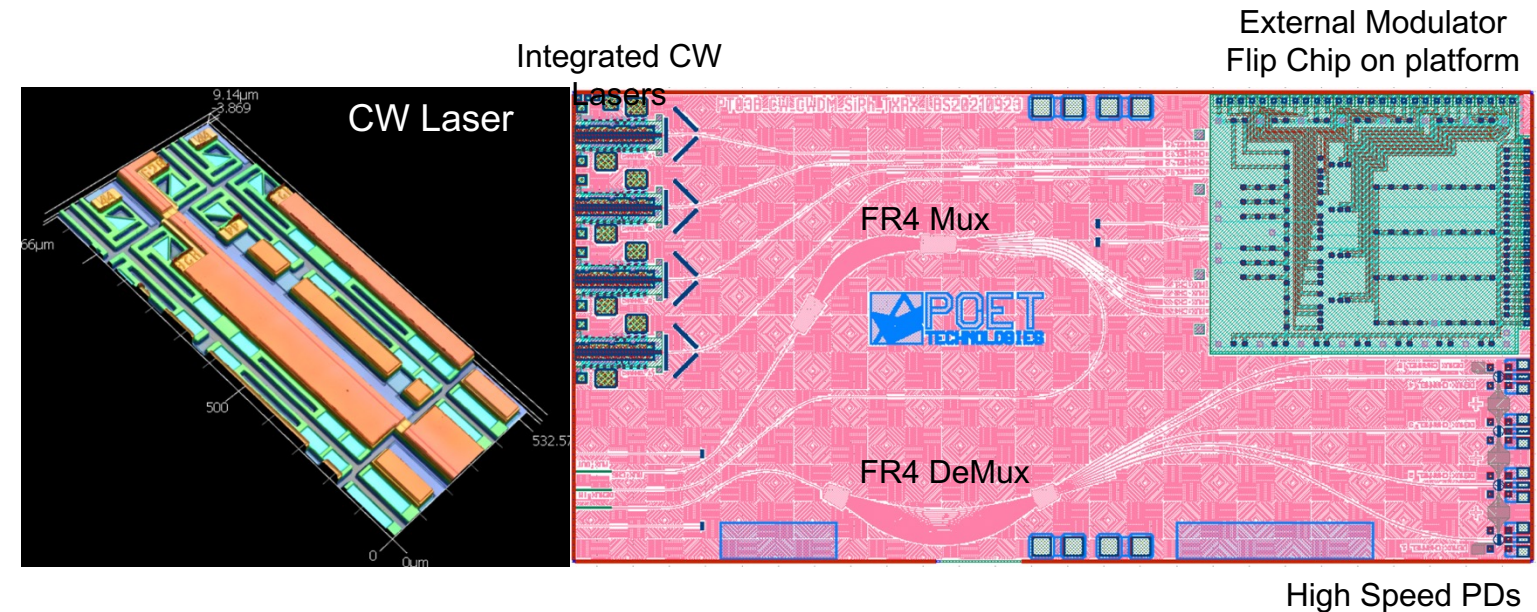 External Modulator
Flip Chip on platform
Integrated CW
Lasers
CW Laser
9.14µm
-3.869
66µm
500
532.57
0
0µm
FR4 Mux
POET
TECHNOLOGIES
FR4 DeMux
High Speed PDs